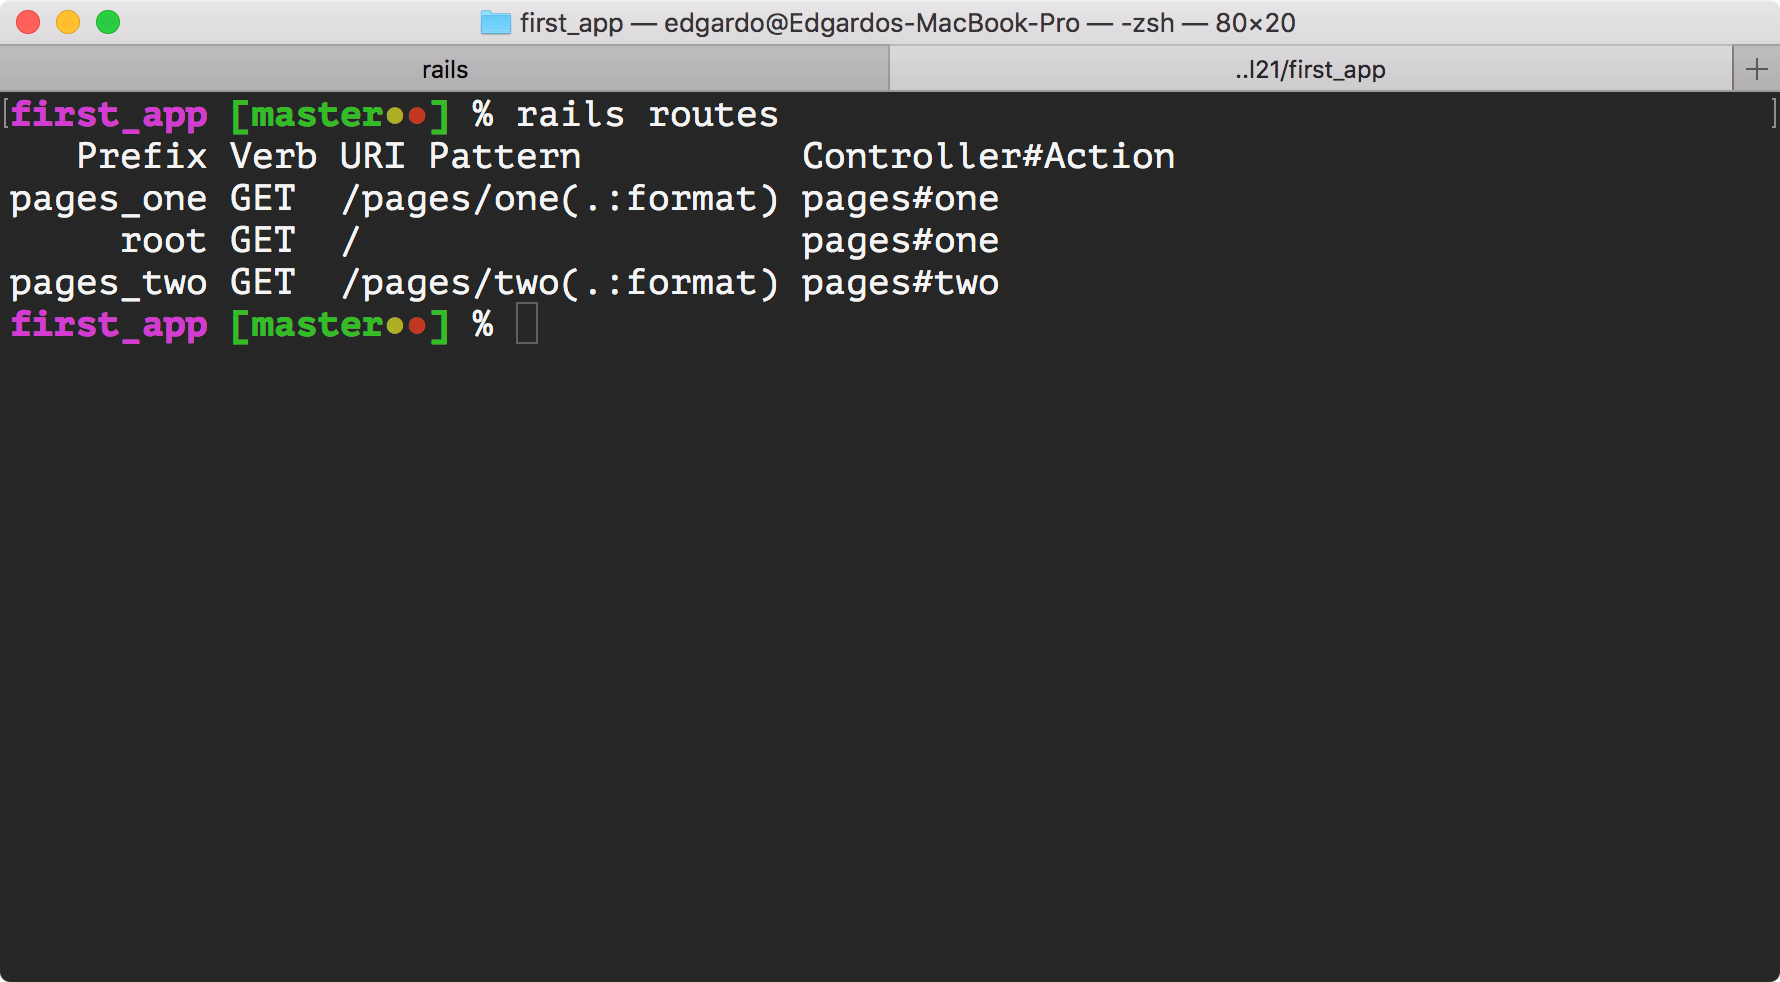 first_app — edgardo@Edgardos-MacBook-Pro — -zsh — 80×20
rails ..l21/first_app +
[first_app [master●●] % rails routes ]
   Prefix Verb URI Pattern          Controller#Action
pages_one GET  /pages/one(.:format) pages#one
     root GET  /                    pages#one
pages_two GET  /pages/two(.:format) pages#two
first_app [master●●] %